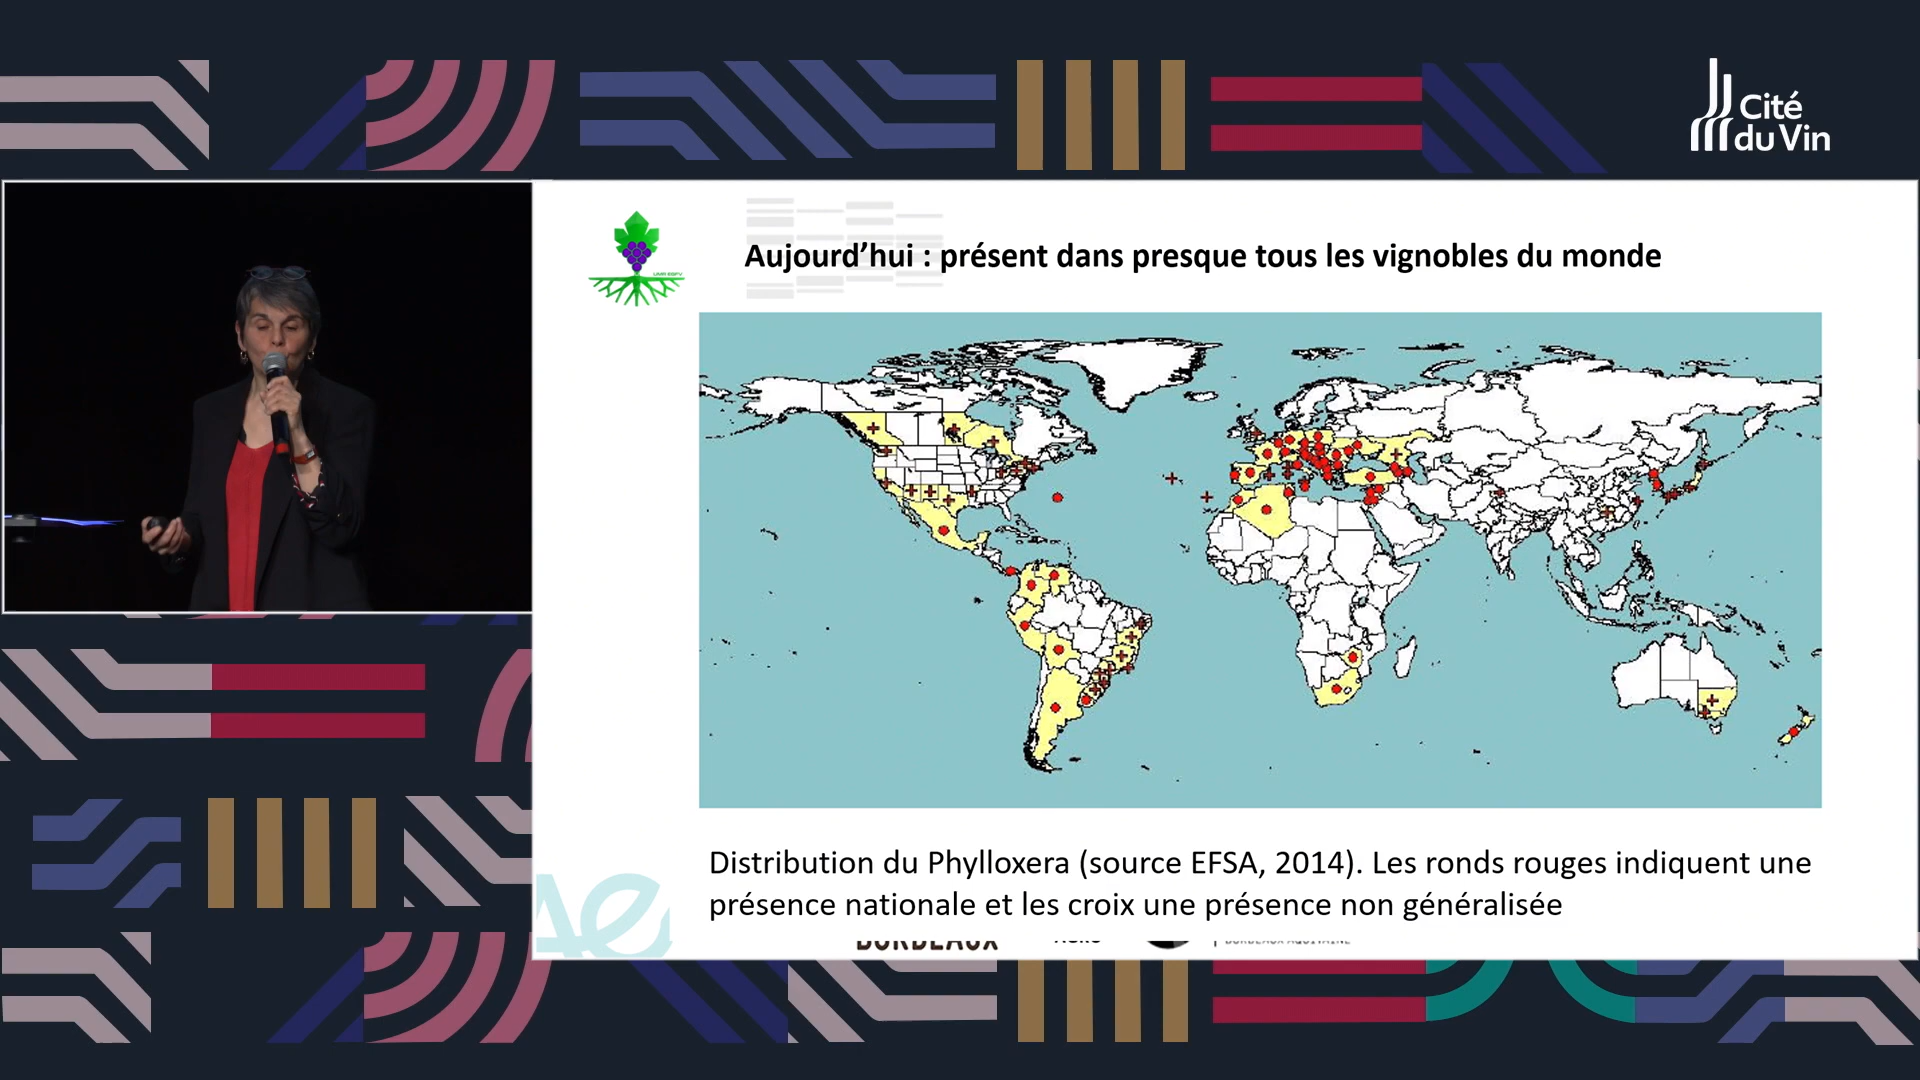 Cité
du Vin
Aujourd’hui : présent dans presque tous les vignobles du monde
Distribution du Phylloxera (source EFSA, 2014). Les ronds rouges indiquent une
présence nationale et les croix une présence non généralisée
BORDEAUX